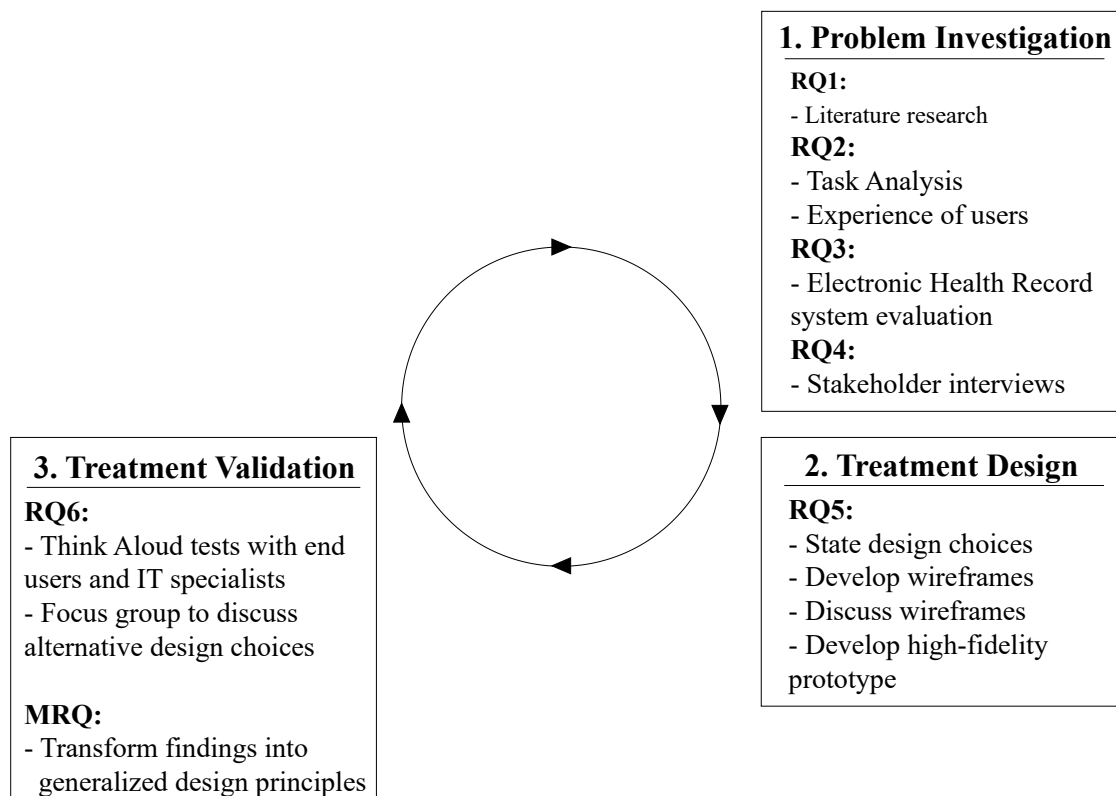 1. Problem Investigation
RQ1:
- Literature research
RQ2:
- Task Analysis
- Experience of users
RQ3:
- Electronic Health Record
system evaluation
RQ4:
- Stakeholder interviews
2. Treatment Design
RQ5:
- State design choices
- Develop wireframes
- Discuss wireframes
- Develop high-fidelity
prototype
3. Treatment Validation
RQ6:
- Think Aloud tests with end
users and IT specialists
- Focus group to discuss
alternative design choices
MRQ:
- Transform findings into
generalized design principles